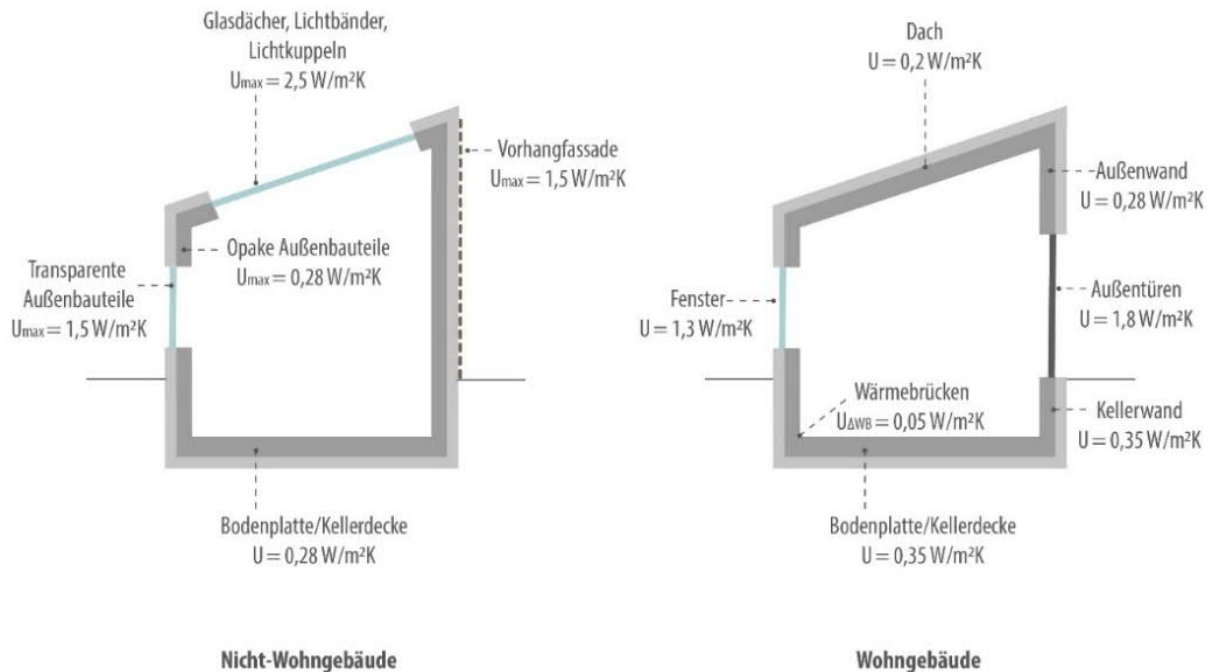 Glasdächer, Lichtbänder,
Lichtkuppeln
Umax = 2,5 W/m²K
Vorhangfassade
Umax = 1,5 W/m²K
Opake Außenbauteile
Umax = 0,28 W/m²K
Transparente
Außenbauteile
Umax = 1,5 W/m²K
Bodenplatte/Kellerdecke
U = 0,28 W/m²K
Nicht-Wohngebäude
Dach
U = 0,2 W/m²K
Außenwand
U = 0,28 W/m²K
Fenster
U = 1,3 W/m²K
Außentüren
U = 1,8 W/m²K
Wärmebrücken
UΔWB = 0,05 W/m²K
Kellerwand
U = 0,35 W/m²K
Bodenplatte/Kellerdecke
U = 0,35 W/m²K
Wohngebäude